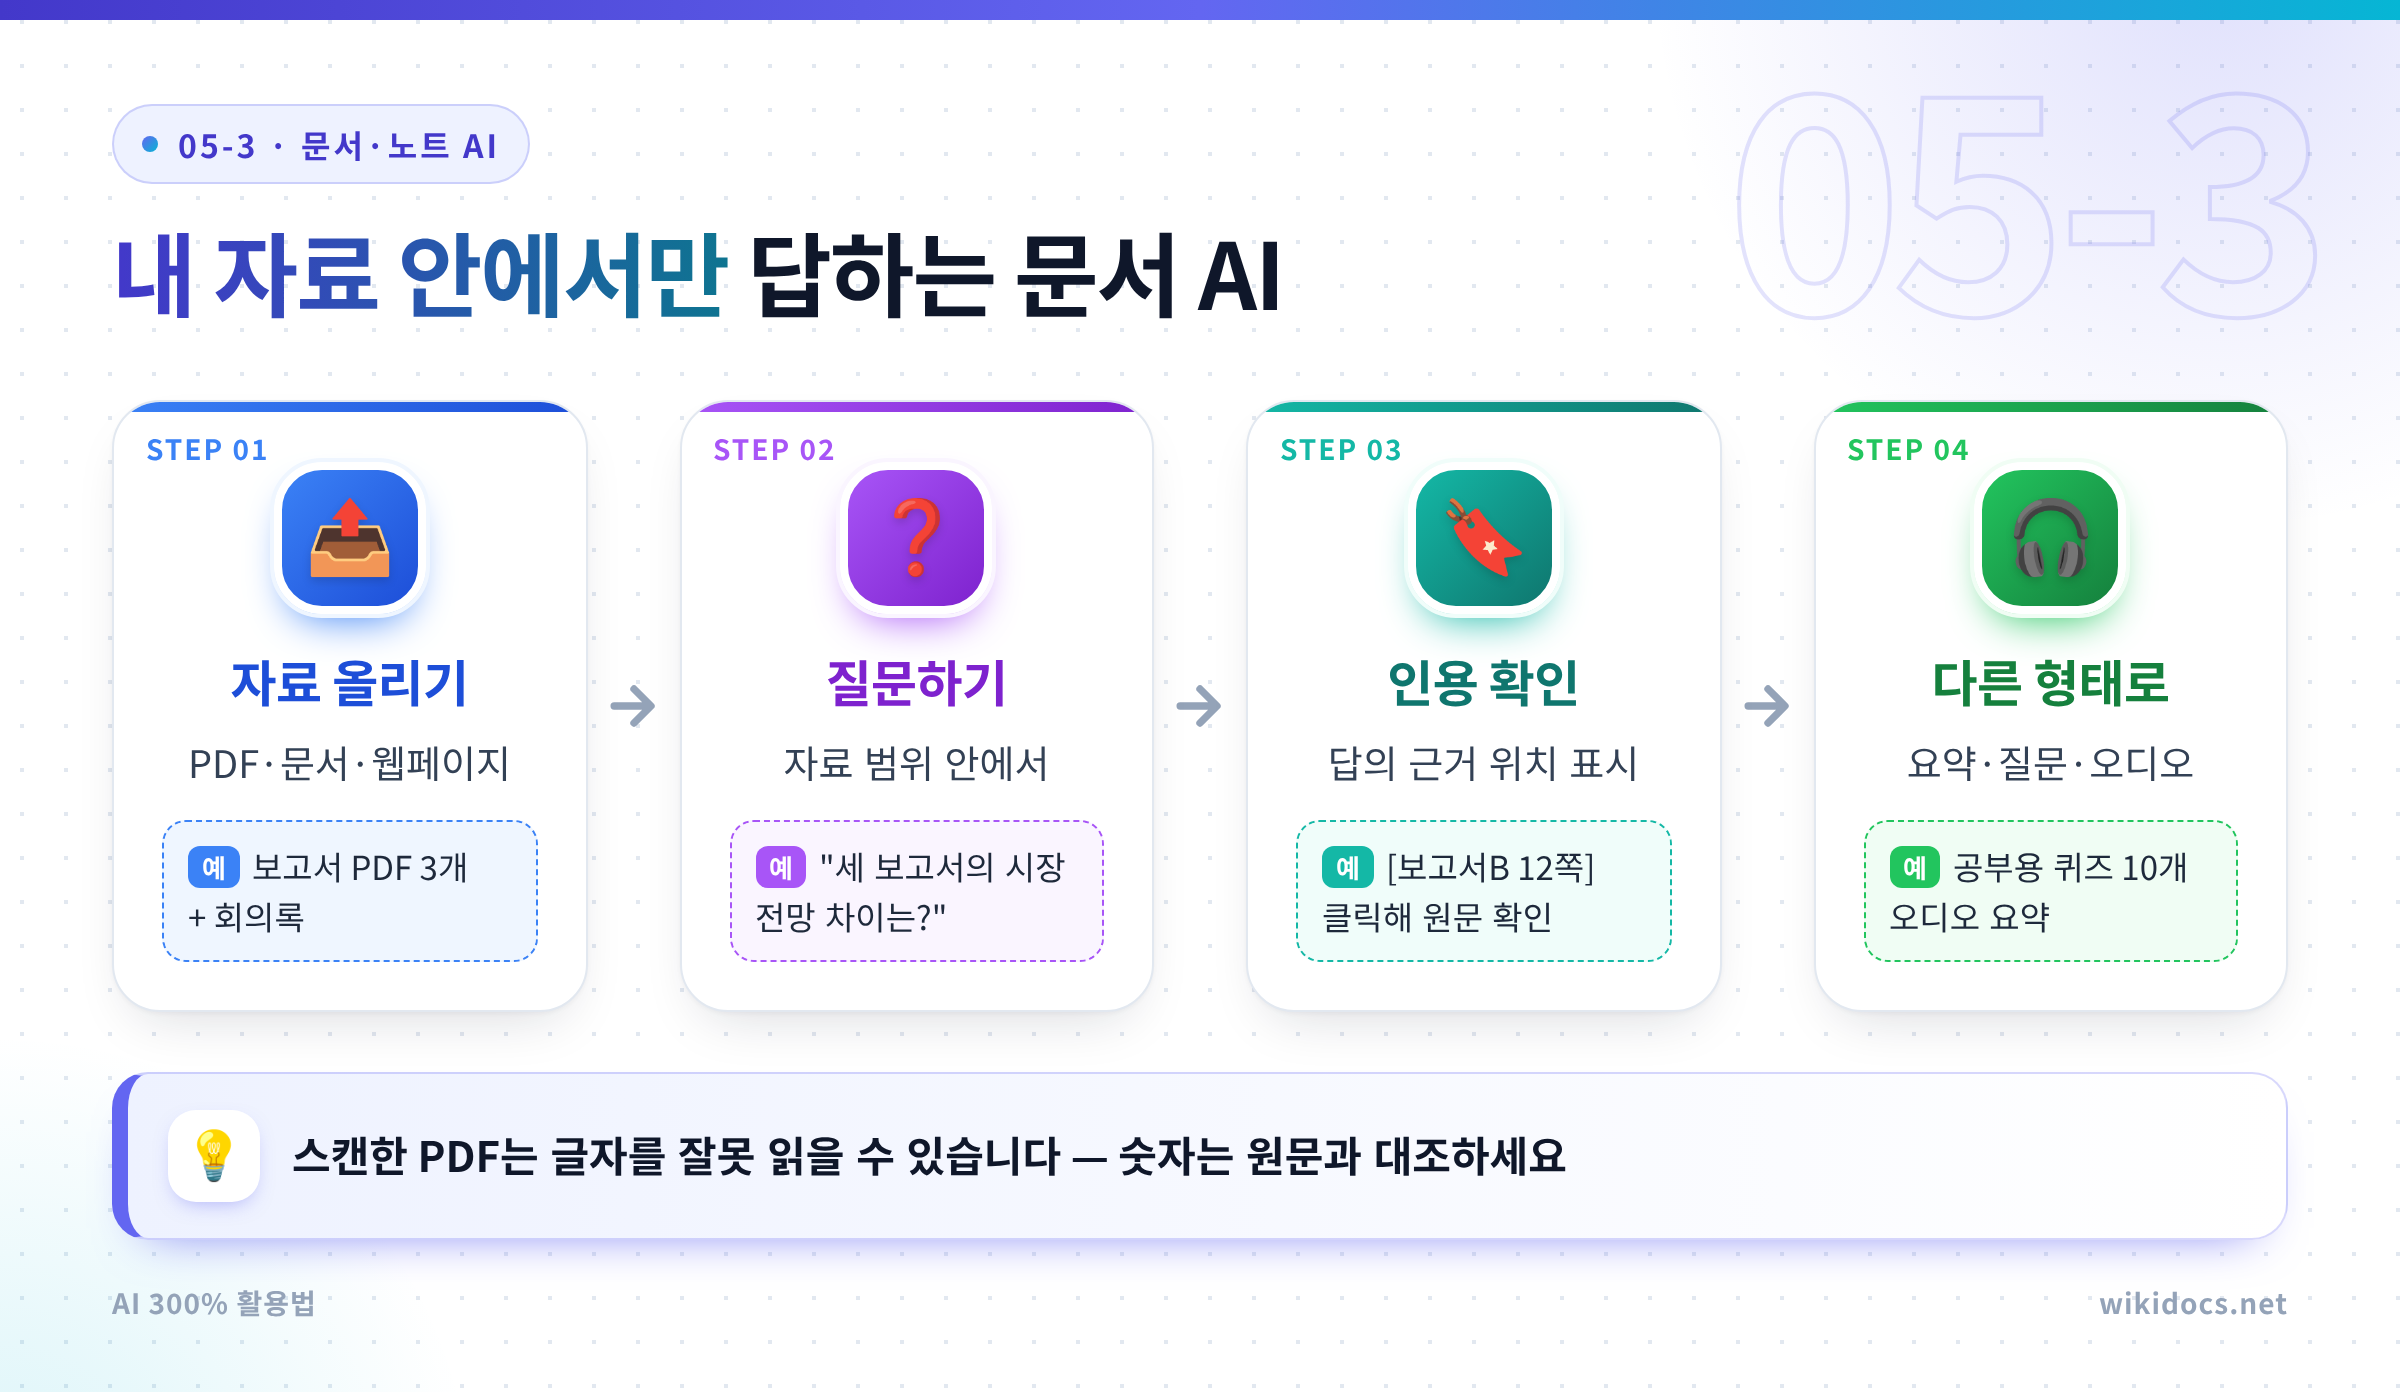 05-3 · 문서·노트 AI
05-3
내 자료 안에서만 답하는 문서 AI
STEP 01
자료 올리기
PDF·문서·웹페이지
예 보고서 PDF 3개
+ 회의록
STEP 02
질문하기
자료 범위 안에서
예 "세 보고서의 시장
전망 차이는?"
STEP 03
인용 확인
답의 근거 위치 표시
예 [보고서B 12쪽]
클릭해 원문 확인
STEP 04
다른 형태로
요약·질문·오디오
예 공부용 퀴즈 10개
오디오 요약
스캔한 PDF는 글자를 잘못 읽을 수 있습니다 — 숫자는 원문과 대조하세요
AI 300% 활용법
wikidocs.net